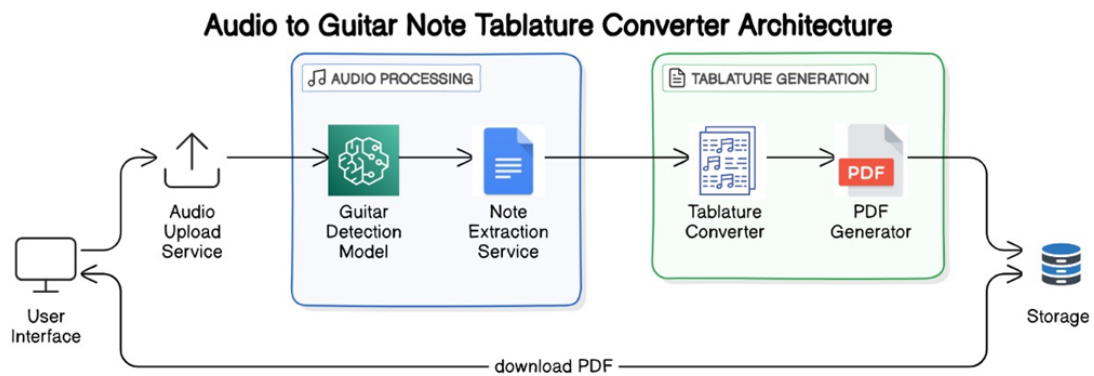 Audio to Guitar Note Tablature Converter Architecture
AUDIO PROCESSING
TABLATURE GENERATION
PDF
Audio
Upload
Service
Guitar
Detection
Model
Note
Extraction
Service
Tablature
Converter
PDF
Generator
User
Interface
Storage
download PDF